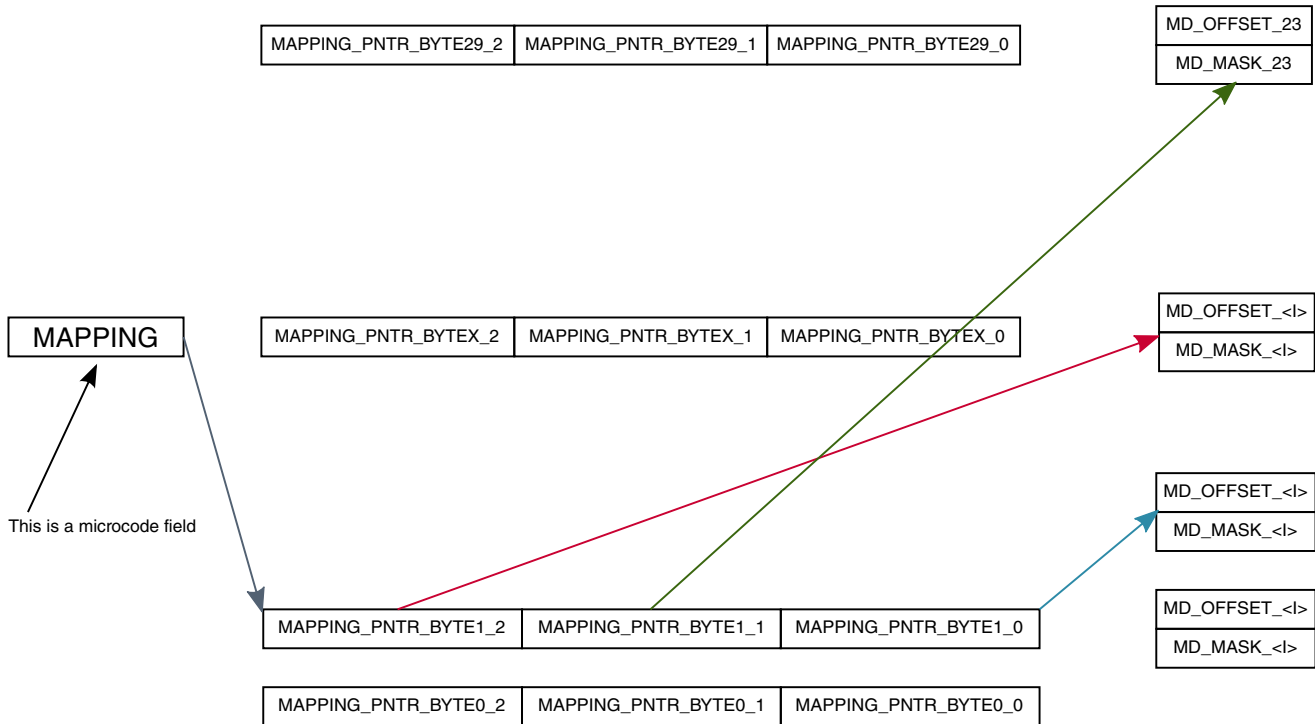 MAPPING_PNTR_BYTE29_2 MAPPING_PNTR_BYTE29_1 MAPPING_PNTR_BYTE29_0
MD_OFFSET_23
MD_MASK_23
MAPPING
MAPPING_PNTR_BYTEX_2 MAPPING_PNTR_BYTEX_1 MAPPING_PNTR_BYTEX_0
MD_OFFSET_<I>
MD_MASK_<I>
This is a microcode field
MD_OFFSET_<I>
MD_MASK_<I>
MAPPING_PNTR_BYTE1_2 MAPPING_PNTR_BYTE1_1 MAPPING_PNTR_BYTE1_0
MD_OFFSET_<I>
MD_MASK_<I>
MAPPING_PNTR_BYTE0_2 MAPPING_PNTR_BYTE0_1 MAPPING_PNTR_BYTE0_0